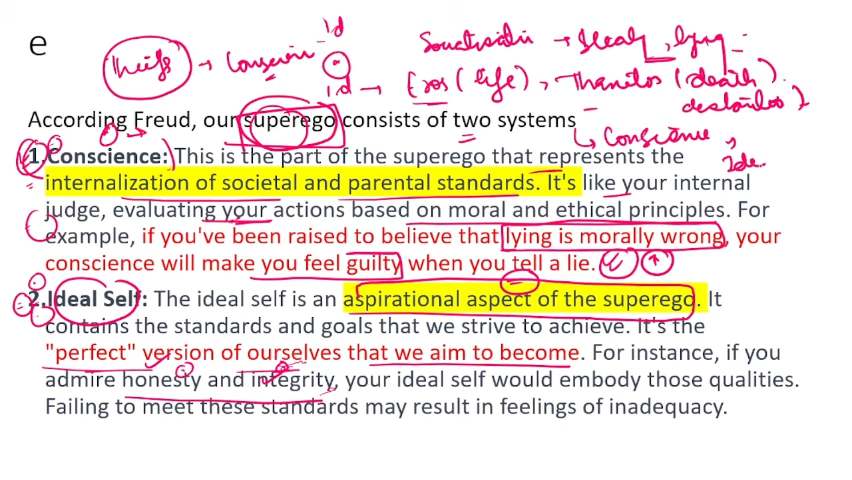 e
id
thiefs → Conscien
id → Eros (life), Thanitos (death).
According Freud, our superego consists of two systems
↳ Conscience,
Ide
1.Conscience: This is the part of the superego that represents the
internalization of societal and parental standards. It's like your internal
judge, evaluating your actions based on moral and ethical principles. For
example, if you've been raised to believe that lying is morally wrong, your
conscience will make you feel guilty when you tell a lie.
2.Ideal Self: The ideal self is an aspirational aspect of the superego. It
contains the standards and goals that we strive to achieve. It's the
"perfect" version of ourselves that we aim to become. For instance, if you
admire honesty and integrity, your ideal self would embody those qualities.
Failing to meet these standards may result in feelings of inadequacy.